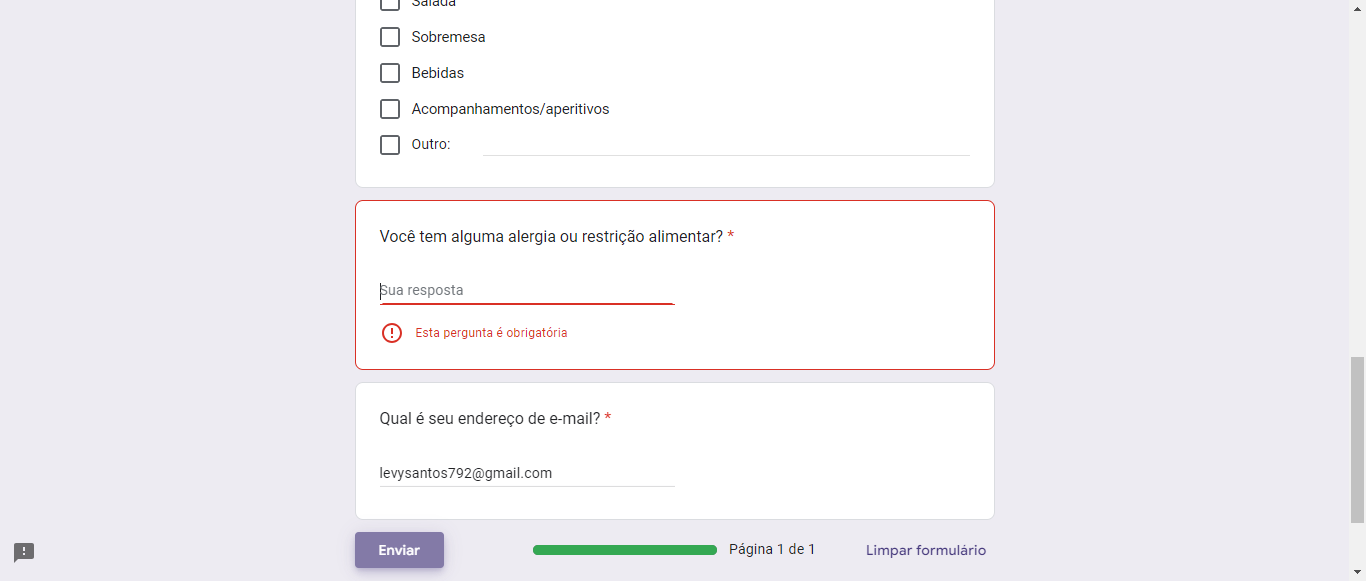 Salada
Sobremesa
Bebidas
Acompanhamentos/aperitivos
Outro:
Você tem alguma alergia ou restrição alimentar? *
Sua resposta
Esta pergunta é obrigatória
Qual é seu endereço de e-mail? *
levysantos792@gmail.com
Enviar
Página 1 de 1
Limpar formulário